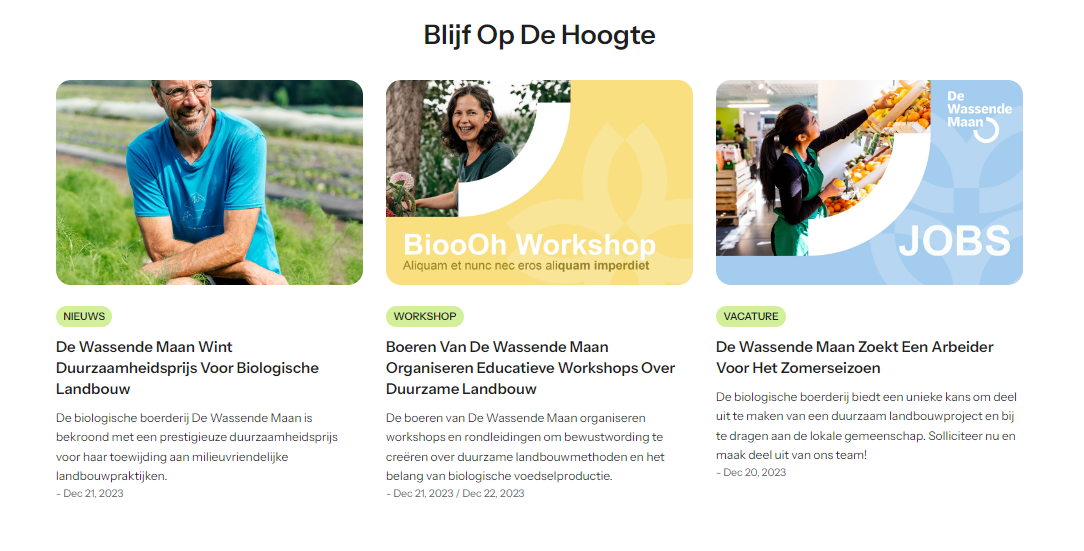 Blijf Op De Hoogte
BiooOh Workshop
Aliquam et nunc nec eros aliquam imperdiet
De
Wassende
Maan
JOBS
NIEUWS
De Wassende Maan Wint
Duurzaamheidsprijs Voor Biologische
Landbouw
De biologische boerderij De Wassende Maan is
bekroond met een prestigieuze duurzaamheidsprijs
voor haar toewijding aan milieuvriendelijke
landbouwpraktijken.
- Dec 21, 2023
WORKSHOP
Boeren Van De Wassende Maan
Organiseren Educatieve Workshops Over
Duurzame Landbouw
De boeren van De Wassende Maan organiseren
workshops en rondleidingen om bewustwording te
creëren over duurzame landbouwmethoden en het
belang van biologische voedselproductie.
- Dec 21, 2023 / Dec 22, 2023
VACATURE
De Wassende Maan Zoekt Een Arbeider
Voor Het Zomerseizoen
De biologische boerderij biedt een unieke kans om deel
uit te maken van een duurzaam landbouwproject en bij
te dragen aan de lokale gemeenschap. Solliciteer nu en
maak deel uit van ons team!
- Dec 20, 2023